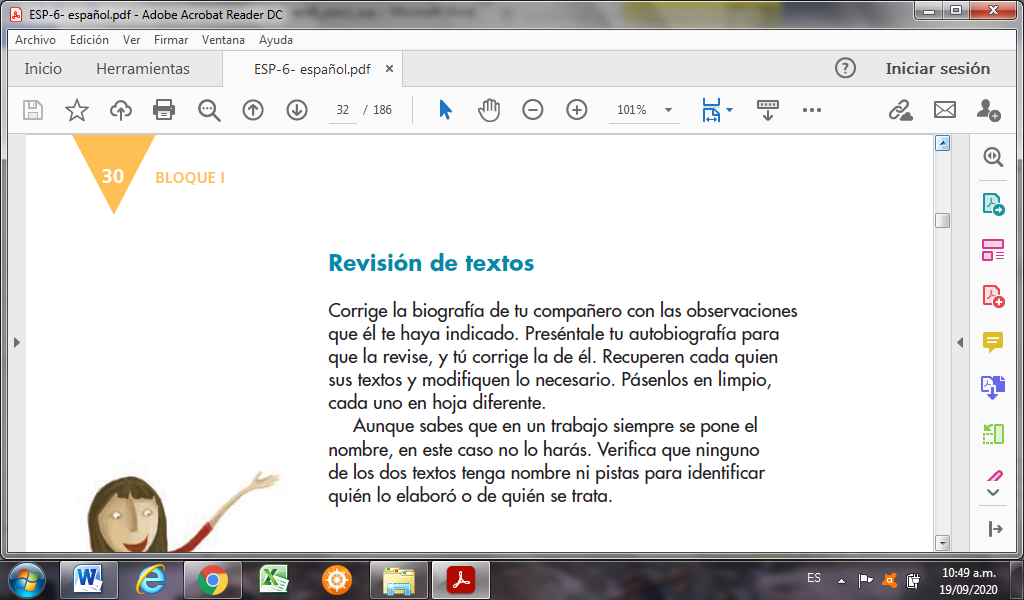 ESP-6- español.pdf - Adobe Acrobat Reader DC
Archivo Edición Ver Firmar Ventana Ayuda
Inicio Herramientas ESP-6- español.pdf × Iniciar sesión
32 / 186 101%
30 BLOQUE I
Revisión de textos
Corrige la biografía de tu compañero con las observaciones
que él te haya indicado. Preséntale tu autobiografía para
que la revise, y tú corrige la de él. Recuperen cada quien
sus textos y modifiquen lo necesario. Pásenlos en limpio,
cada uno en hoja diferente.
Aunque sabes que en un trabajo siempre se pone el
nombre, en este caso no lo harás. Verifica que ninguno
de los dos textos tenga nombre ni pistas para identificar
quién lo elaboró o de quién se trata.
ES 10:49 a.m.
19/09/2020